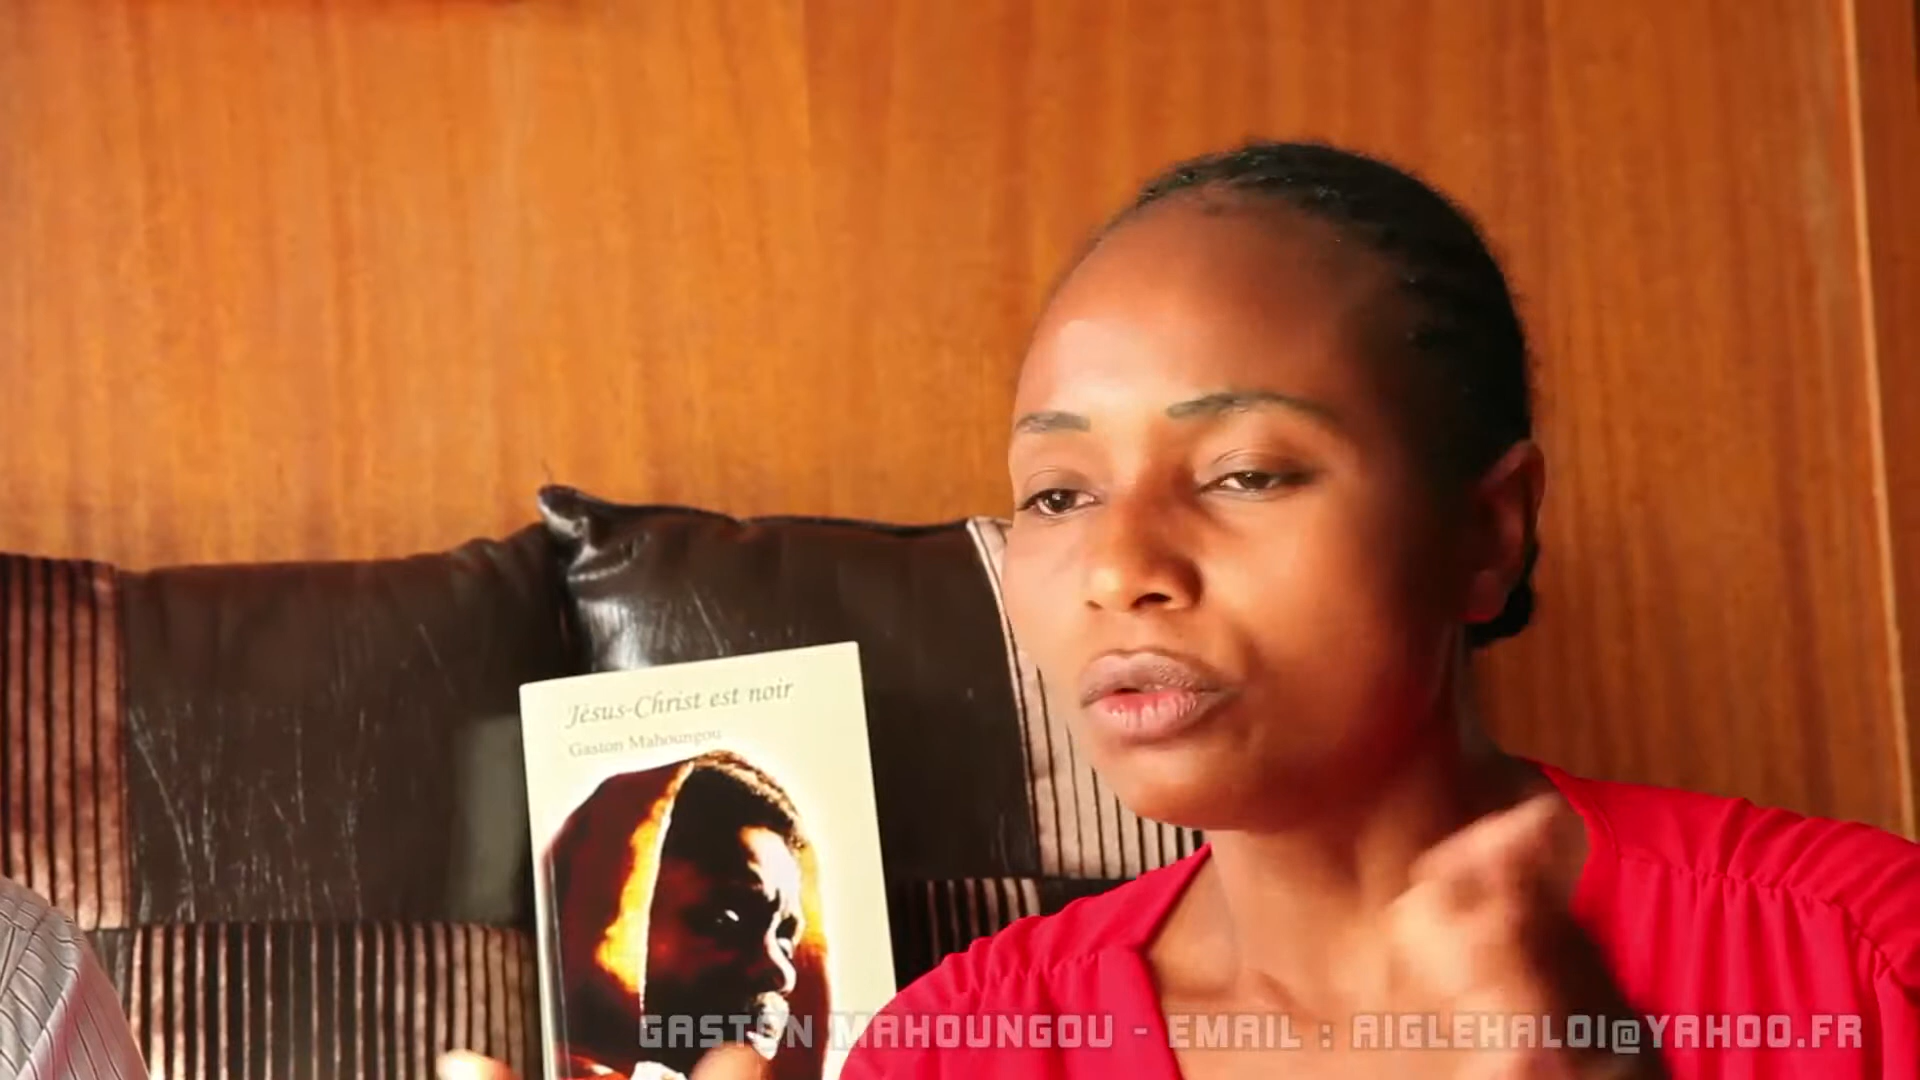 Jésus-Christ est noir
Gaston Mahoungou
GASTON MAHOUNGOU - EMAIL : AIGLEHALOI@YAHOO.FR